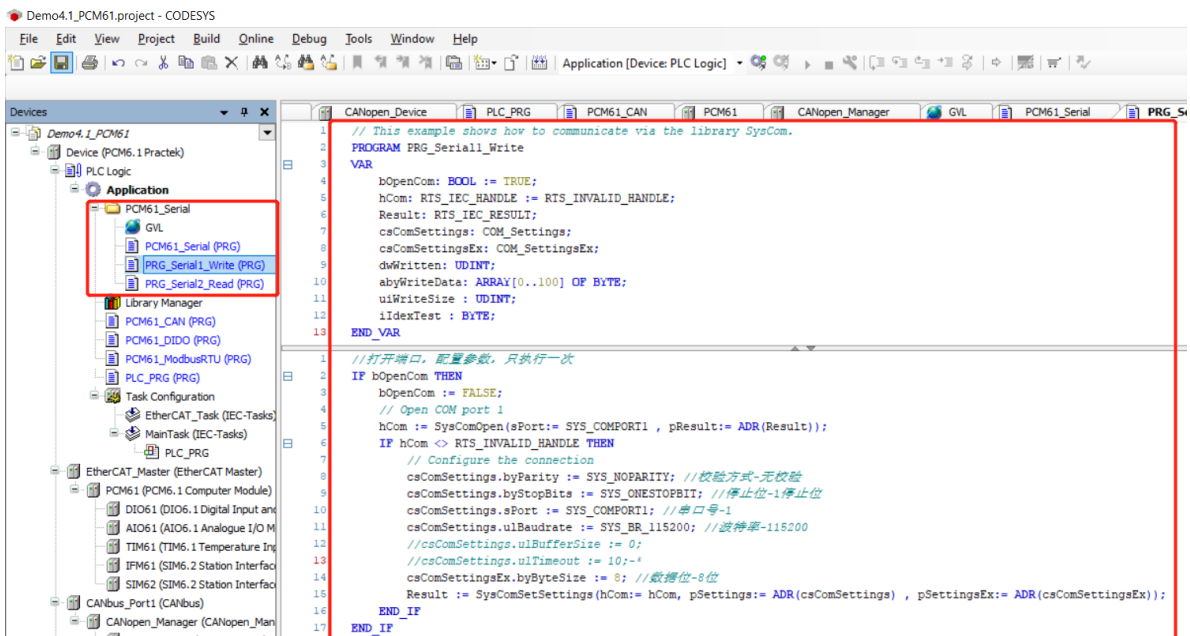 Demo4.1_PCM61.project - CODESYS
File Edit View Project Build Online Debug Tools Window Help
Application [Device: PLC Logic]
Devices
CANopen_Device PLC_PRG PCM61_CAN PCM61 CANopen_Manager GVL PCM61_Serial PRG_Se
Demo4.1_PCM61
Device (PCM6.1 Practek)
PLC Logic
Application
PCM61_Serial
GVL
PCM61_Serial (PRG)
PRG_Serial1_Write (PRG)
PRG_Serial2_Read (PRG)
Library Manager
PCM61_CAN (PRG)
PCM61_DIDO (PRG)
PCM61_ModbusRTU (PRG)
PLC_PRG (PRG)
Task Configuration
EtherCAT_Task (IEC-Tasks)
MainTask (IEC-Tasks)
PLC_PRG
EtherCAT_Master (EtherCAT Master)
PCM61 (PCM6.1 Computer Module)
DIO61 (DIO6.1 Digital Input and
AIO61 (AIO6.1 Analogue I/O M
TIM61 (TIM6.1 Temperature Inp
IFM61 (SIM6.2 Station Interface
SIM62 (SIM6.2 Station Interface
CANbus_Port1 (CANbus)
CANopen_Manager (CANopen_Man
1 // This example shows how to communicate via the library SysCom.
2 PROGRAM PRG_Serial1_Write
3 VAR
4 bOpenCom: BOOL := TRUE;
5 hCom: RTS_IEC_HANDLE := RTS_INVALID_HANDLE;
6 Result: RTS_IEC_RESULT;
7 csComSettings: COM_Settings;
8 csComSettingsEx: COM_SettingsEx;
9 dwWritten: UDINT;
10 abyWriteData: ARRAY[0..100] OF BYTE;
11 uiWriteSize : UDINT;
12 iIdexTest : BYTE;
13 END_VAR
1 //打开端口，配置参数，只执行一次
2 IF bOpenCom THEN
3 bOpenCom := FALSE;
4 // Open COM port 1
5 hCom := SysComOpen(sPort:= SYS_COMPORT1 , pResult:= ADR(Result));
6 IF hCom <> RTS_INVALID_HANDLE THEN
7 // Configure the connection
8 csComSettings.byParity := SYS_NOPARITY; //校验方式-无校验
9 csComSettings.byStopBits := SYS_ONESTOPBIT; //停止位-1停止位
10 csComSettings.sPort := SYS_COMPORT1; //串口号-1
11 csComSettings.ulBaudrate := SYS_BR_115200; //波特率-115200
12 //csComSettings.ulBufferSize := 0;
13 //csComSettings.ulTimeout := 10;-*
14 csComSettingsEx.byByteSize := 8; //数据位-8位
15 Result := SysComSetSettings(hCom:= hCom, pSettings:= ADR(csComSettings) , pSettingsEx:= ADR(csComSettingsEx));
16 END_IF
17 END_IF